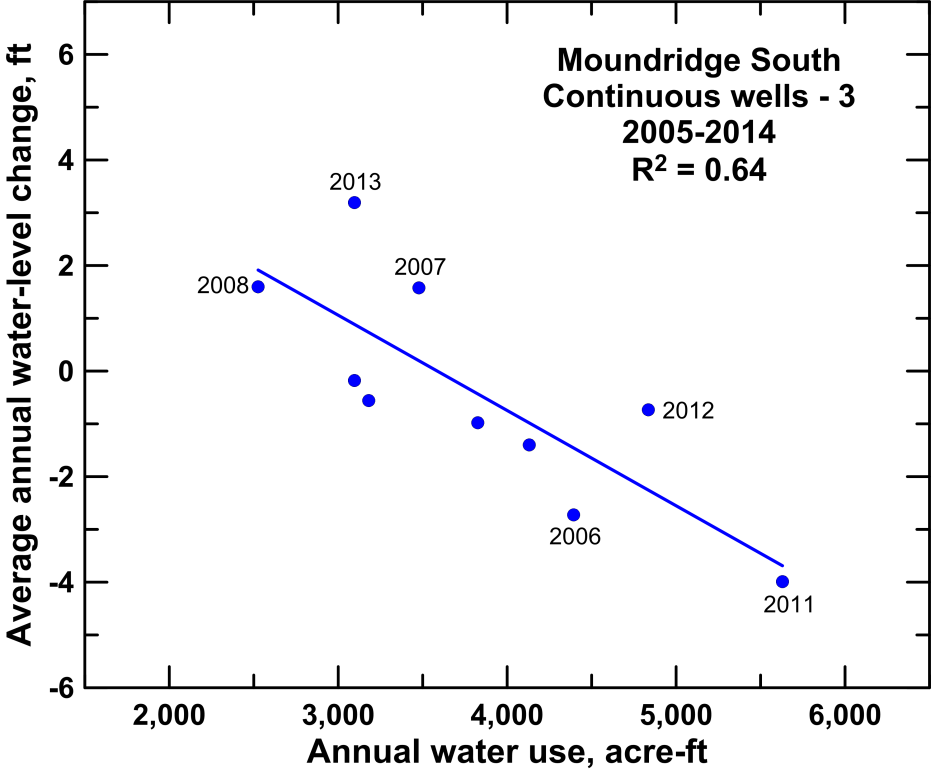 Moundridge South
Continuous wells - 3
2005-2014
R² = 0.64
Average annual water-level change, ft
6
4
2
0
-2
-4
-6
2013
2007
2008
2012
2006
2011
2,000 3,000 4,000 5,000 6,000
Annual water use, acre-ft